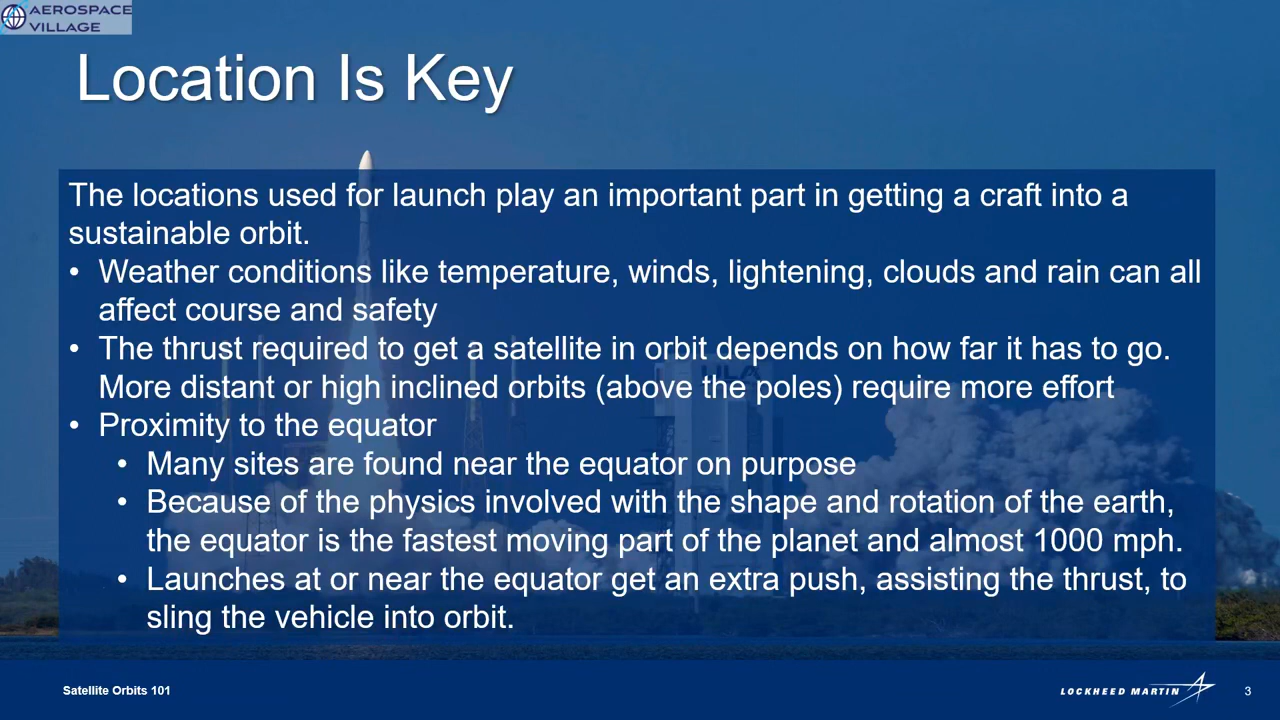 AEROSPACE
VILLAGE
Location Is Key
The locations used for launch play an important part in getting a craft into a
sustainable orbit.
• Weather conditions like temperature, winds, lightening, clouds and rain can all
affect course and safety
• The thrust required to get a satellite in orbit depends on how far it has to go.
More distant or high inclined orbits (above the poles) require more effort
• Proximity to the equator
• Many sites are found near the equator on purpose
• Because of the physics involved with the shape and rotation of the earth,
the equator is the fastest moving part of the planet and almost 1000 mph.
• Launches at or near the equator get an extra push, assisting the thrust, to
sling the vehicle into orbit.
Satellite Orbits 101
LOCKHEED MARTIN
3